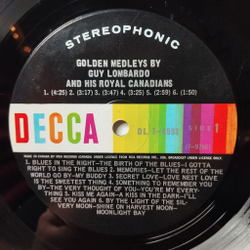 STEREOPHONIC
GOLDEN MEDLEYS BY
GUY LOMBARDO
AND HIS ROYAL CANADIANS
1. (4:25) 2. (3:17) 3. (3:47) 4. (3:25) 5. (2:59) 6. (1:50)
DECCA
DL 7-4593 SIDE 1
1. BLUES IN THE NIGHT—THE BIRTH OF THE BLUES—I GOTTA
RIGHT TO SING THE BLUES 2. MEMORIES—LET THE REST OF THE
WORLD GO BY—MY BUDDY 3. SECRET LOVE—NEST LOVE
IS THE SWEETEST THING 4. SOMETHING TO REMEMBER YOU
BY—THE VERY THOUGHT OF YOU—YOU'RE MY EVERY-
THING 5. KISS ME AGAIN—A KISS IN THE DARK—I'LL
SEE YOU AGAIN 6. BY THE LIGHT OF THE SIL-
VERY MOON—SHINE ON HARVEST MOON—
MOONLIGHT BAY